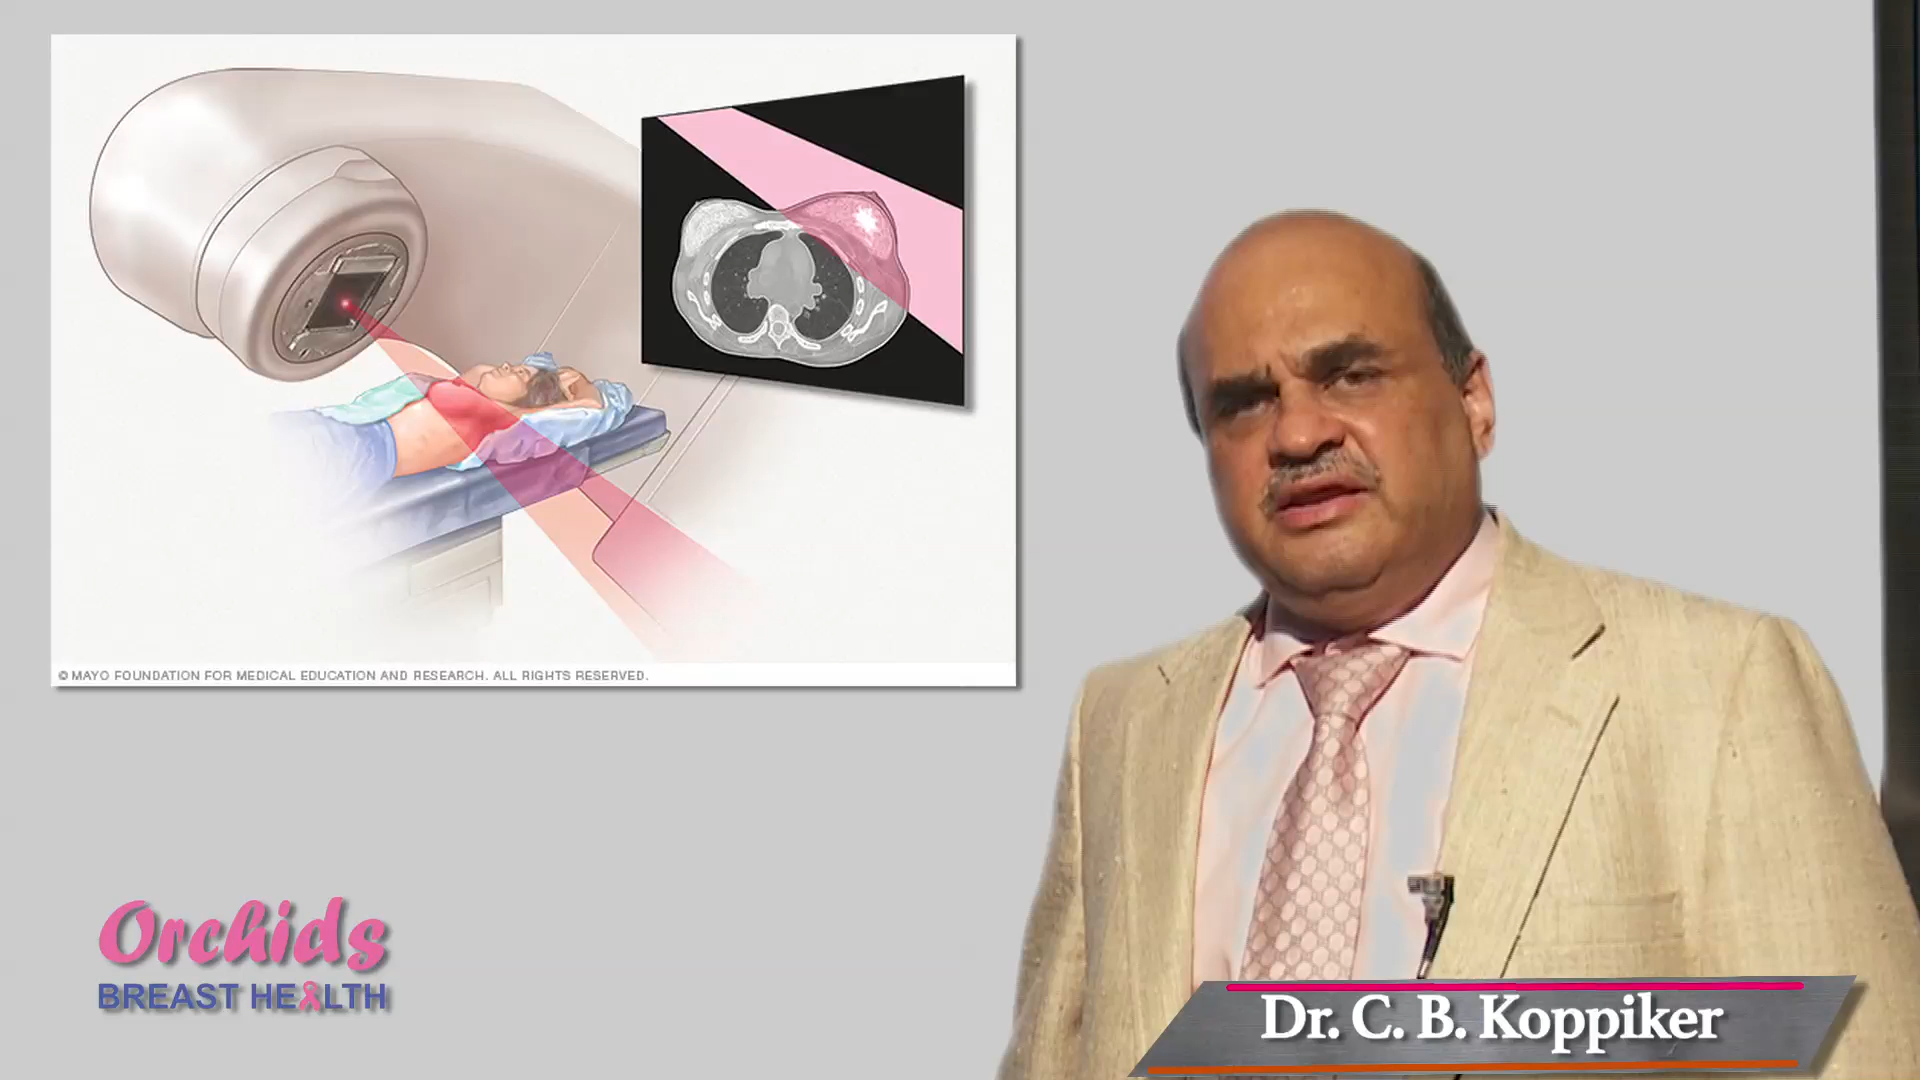 © MAYO FOUNDATION FOR MEDICAL EDUCATION AND RESEARCH. ALL RIGHTS RESERVED.
Orchids
BREAST HEALTH
Dr. C. B. Koppiker